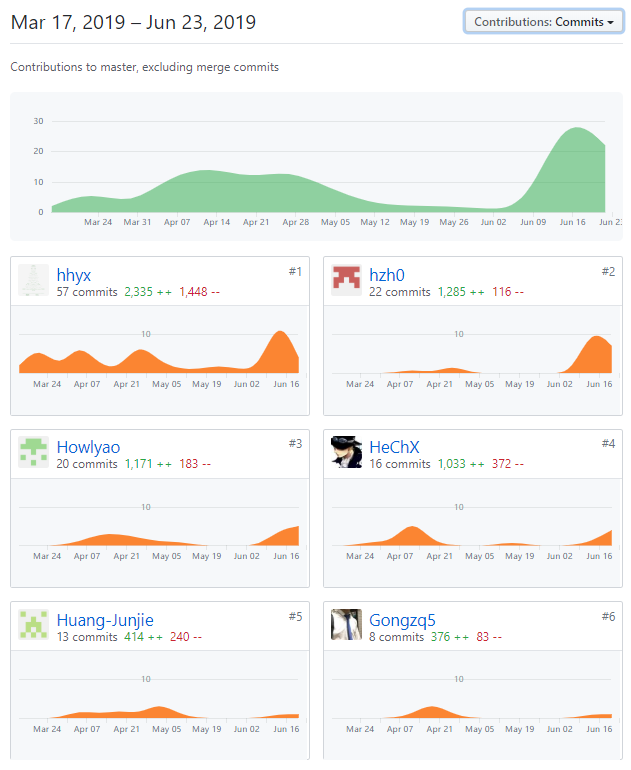 Mar 17, 2019 – Jun 23, 2019
Contributions: Commits
Contributions to master, excluding merge commits
30
20
10
0
Mar 24 Mar 31 Apr 07 Apr 14 Apr 21 Apr 28 May 05 May 12 May 19 May 26 Jun 02 Jun 09 Jun 16 Jun 23
hhyx #1
57 commits 2,335 ++ 1,448 --
10
Mar 24 Apr 07 Apr 21 May 05 May 19 Jun 02 Jun 16
hzh0 #2
22 commits 1,285 ++ 116 --
10
Mar 24 Apr 07 Apr 21 May 05 May 19 Jun 02 Jun 16
Howlyao #3
20 commits 1,171 ++ 183 --
10
Mar 24 Apr 07 Apr 21 May 05 May 19 Jun 02 Jun 16
HeChX #4
16 commits 1,033 ++ 372 --
10
Mar 24 Apr 07 Apr 21 May 05 May 19 Jun 02 Jun 16
Huang-Junjie #5
13 commits 414 ++ 240 --
10
Mar 24 Apr 07 Apr 21 May 05 May 19 Jun 02 Jun 16
Gongzq5 #6
8 commits 376 ++ 83 --
10
Mar 24 Apr 07 Apr 21 May 05 May 19 Jun 02 Jun 16